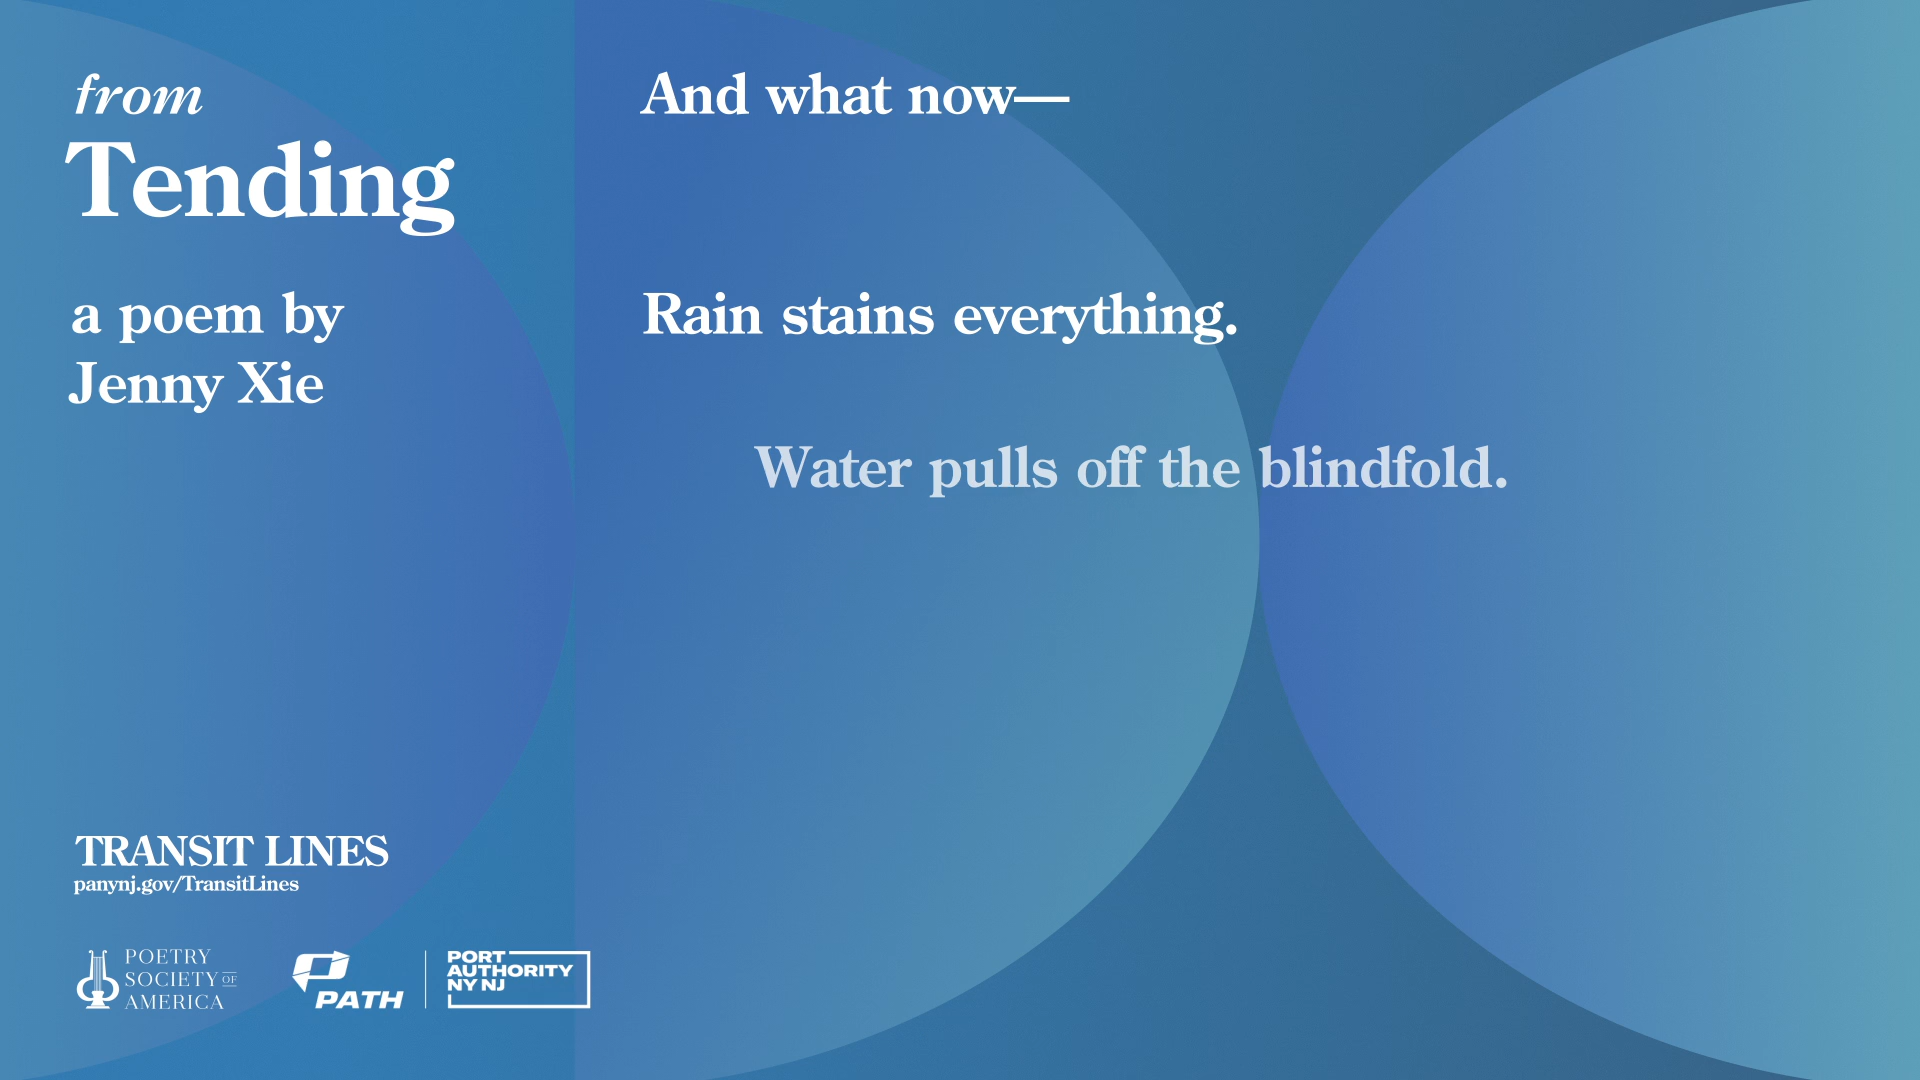 from
Tending
a poem by
Jenny Xie
And what now—
Rain stains everything.
Water pulls off the blindfold.
TRANSIT LINES
panynj.gov/TransitLines
POETRY
SOCIETY OF
AMERICA
PATH
PORT
AUTHORITY
NY NJ